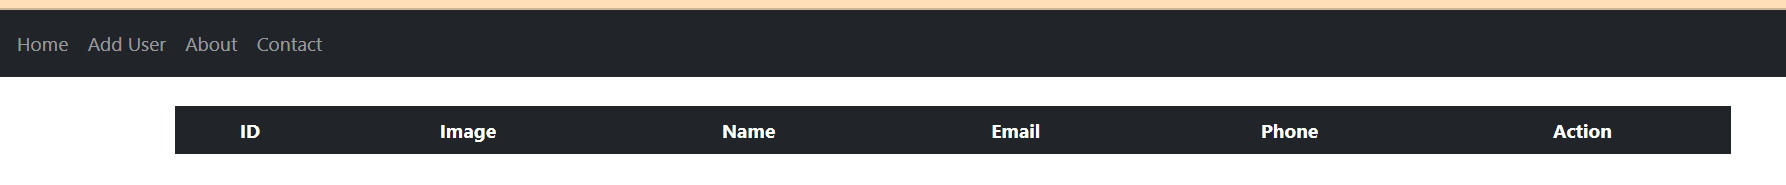 Home Add User About Contact
ID Image Name Email Phone Action